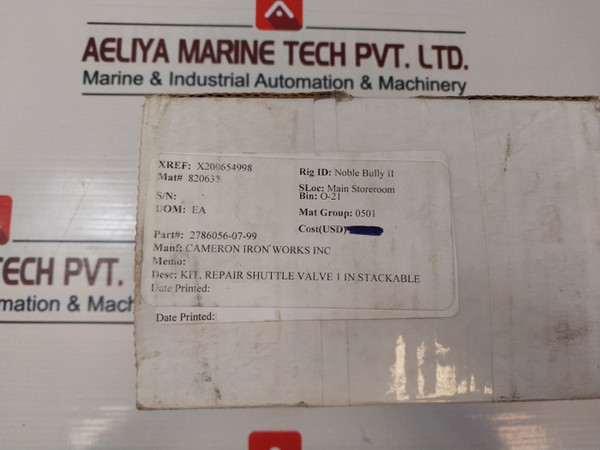 AELIYA MARINE TECH PVT. LTD.
Marine & Industrial Automation & Machinery
XREF: X200654998
Mat#
S/N:
UOM: EA
Part#: 2786056-07-99
Manf: CAMERON IRON WORKS INC
Memo:
Desc: KIT, REPAIR SHUTTLE VALVE 1 IN STACKABLE
Date Printed:
Rig ID: Noble Bully II
SLoc: Main Storeroom
Bin: O-21
Mat Group: 0501
Cost(USD)
Date Printed:
ECH PVT.
mation & Mach